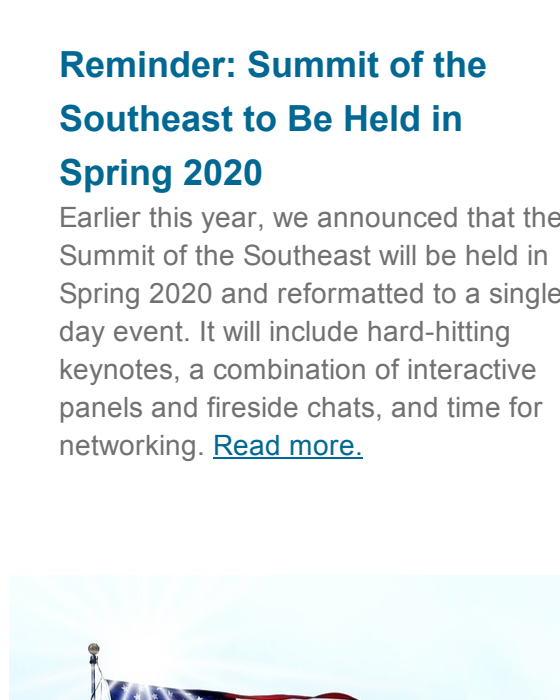 Reminder: Summit of the
Southeast to Be Held in
Spring 2020
Earlier this year, we announced that the
Summit of the Southeast will be held in
Spring 2020 and reformatted to a single
day event. It will include hard-hitting
keynotes, a combination of interactive
panels and fireside chats, and time for
networking. Read more.